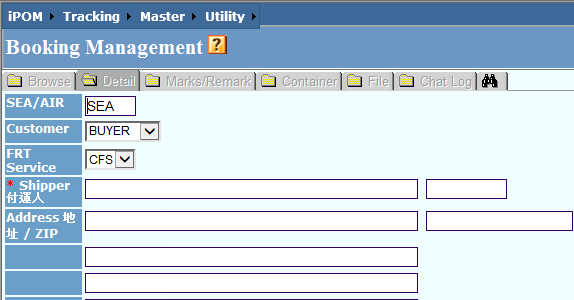 iPOM Tracking Master Utility
Booking Management ?
Browse Detail Marks/Remark Container File Chat Log
SEA/AIR SEA
Customer BUYER
FRT CFS
Service
* Shipper
付運人
Address 地
址 / ZIP